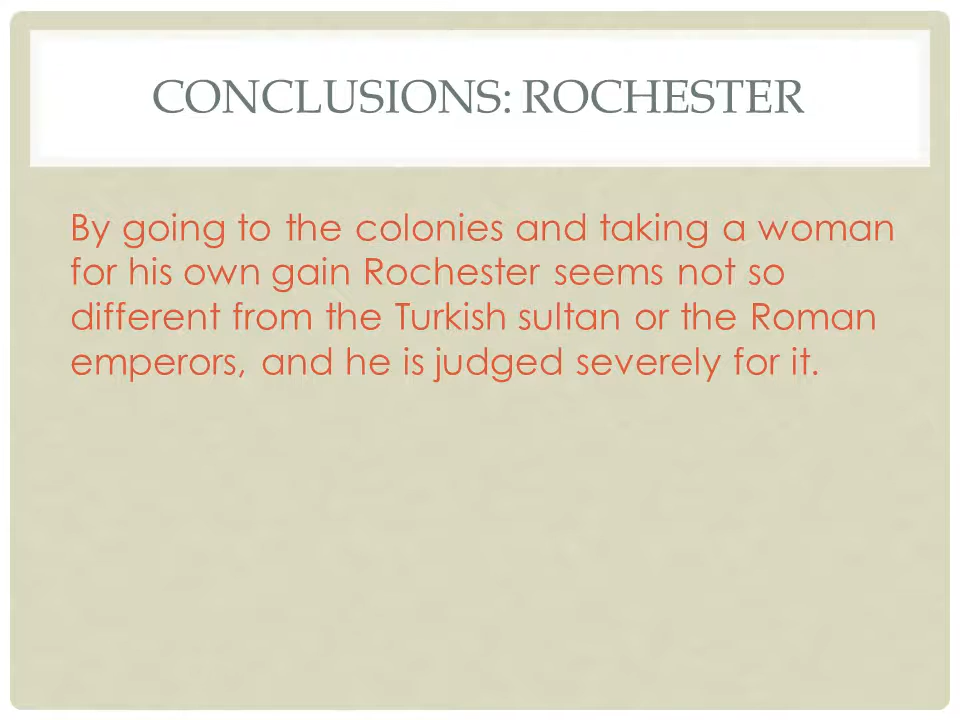 CONCLUSIONS: ROCHESTER
By going to the colonies and taking a woman
for his own gain Rochester seems not so
different from the Turkish sultan or the Roman
emperors, and he is judged severely for it.